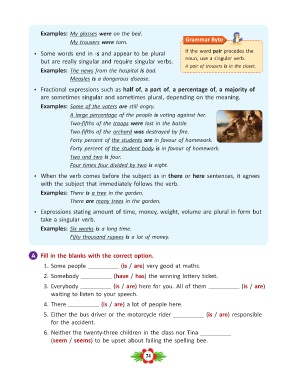 Examples: My glasses were on the bed.
My trousers were torn.
• Some words end in -s and appear to be plural
but are really singular and require singular verbs.
Examples: The news from the hospital is bad.
Measles is a dangerous disease.
Grammar Byte
If the word pair precedes the
noun, use a singular verb.
A pair of trousers is in the closet.
• Fractional expressions such as half of, a part of, a percentage of, a majority of
are sometimes singular and sometimes plural, depending on the meaning.
Examples: Some of the voters are still angry.
A large percentage of the people is voting against her.
Two-fifths of the troops were lost in the battle.
Two-fifths of the orchard was destroyed by fire.
Forty percent of the students are in favour of homework.
Forty percent of the student body is in favour of homework.
Two and two is four.
Four times four divided by two is eight.
• When the verb comes before the subject as in there or here sentences, it agrees
with the subject that immediately follows the verb.
Examples: There is a tree in the garden.
There are many trees in the garden.
• Expressions stating amount of time, money, weight, volume are plural in form but
take a singular verb.
Examples: Six weeks is a long time.
Fifty thousand rupees is a lot of money.
A Fill in the blanks with the correct option.
1. Some people __________ (is / are) very good at maths.
2. Somebody __________ (have / has) the winning lottery ticket.
3. Everybody __________ (is / are) here for you. All of them __________ (is / are)
waiting to listen to your speech.
4. There __________ (is / are) a lot of people here.
5. Either the bus driver or the motorcycle rider __________ (is / are) responsible
for the accident.
6. Neither the twenty-three children in the class nor Tina __________
(seem / seems) to be upset about failing the spelling bee.
74